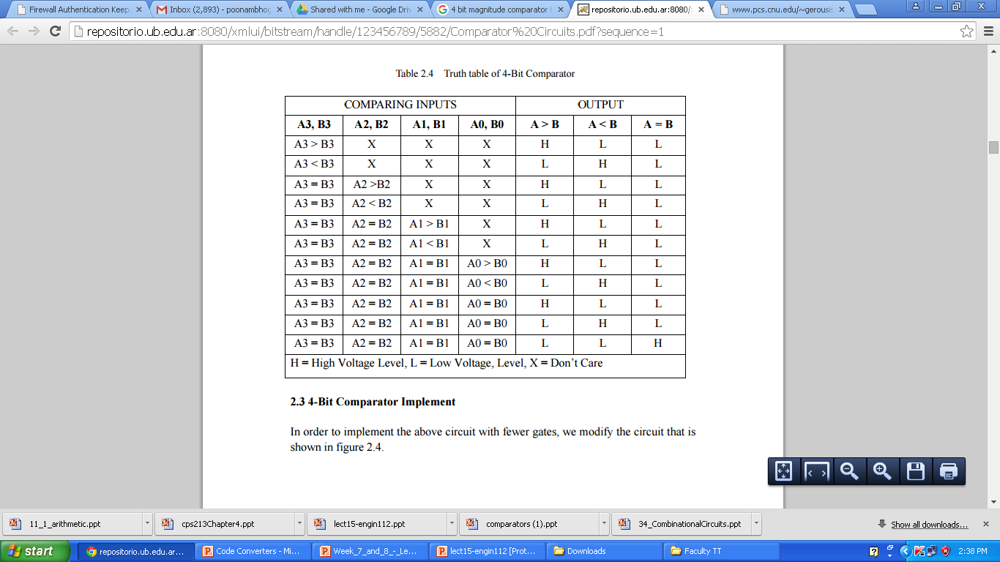 Firewall Authentication Keep
Inbox (2,893) - poonambhog
Shared with me - Google Driv
4 bit magnitude comparator
repositorio.ub.edu.ar:8080/
www.pcs.cnu.edu/~gerousis
repositorio.ub.edu.ar:8080/xmlui/bitstream/handle/123456789/5882/Comparator%20Circuits.pdf?sequence=1
Table 2.4 Truth table of 4-Bit Comparator
COMPARING INPUTS OUTPUT
A3, B3 A2, B2 A1, B1 A0, B0 A > B A < B A = B
A3 > B3 X X X H L L
A3 < B3 X X X L H L
A3 = B3 A2 >B2 X X H L L
A3 = B3 A2 < B2 X X L H L
A3 = B3 A2 = B2 A1 > B1 X H L L
A3 = B3 A2 = B2 A1 < B1 X L H L
A3 = B3 A2 = B2 A1 = B1 A0 > B0 H L L
A3 = B3 A2 = B2 A1 = B1 A0 < B0 L H L
A3 = B3 A2 = B2 A1 = B1 A0 = B0 H L L
A3 = B3 A2 = B2 A1 = B1 A0 = B0 L H L
A3 = B3 A2 = B2 A1 = B1 A0 = B0 L L H
H = High Voltage Level, L = Low Voltage, Level, X = Don't Care
2.3 4-Bit Comparator Implement
In order to implement the above circuit with fewer gates, we modify the circuit that is
shown in figure 2.4.
11_1_arithmetic.ppt
cps213Chapter4.ppt
lect15-engin112.ppt
comparators (1).ppt
34_CombinationalCircuits.ppt
Show all downloads...
start
repositorio.ub.edu.ar...
Code Converters - Mi...
Week_7_and_8_-_Le...
lect15-engin112 [Prot...
Downloads
Faculty TT
2:38 PM